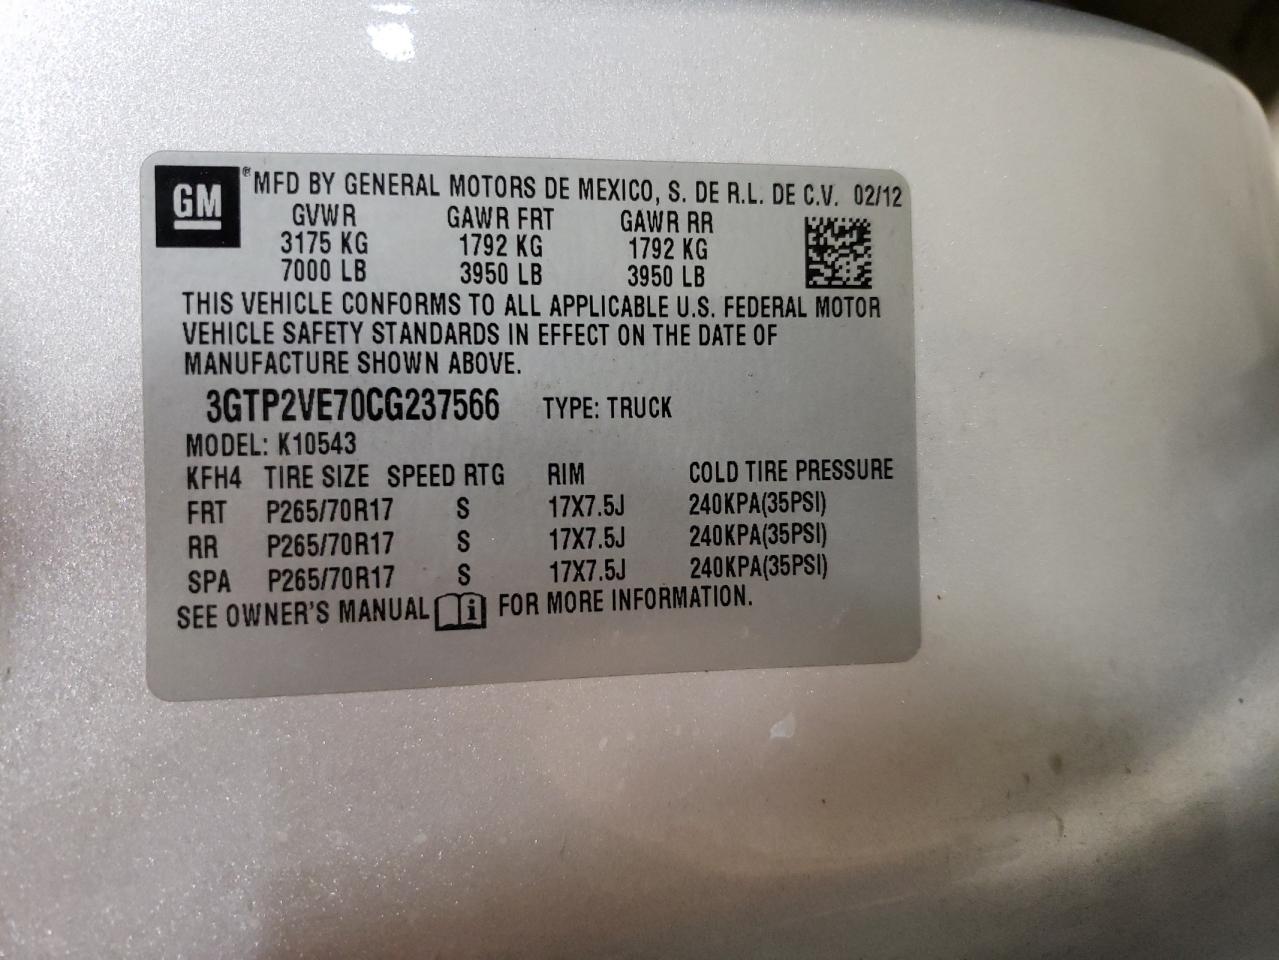 GM ® MFD BY GENERAL MOTORS DE MEXICO, S. DE R.L. DE C.V. 02/12
GVWR GAWR FRT GAWR RR
3175 KG 1792 KG 1792 KG
7000 LB 3950 LB 3950 LB
THIS VEHICLE CONFORMS TO ALL APPLICABLE U.S. FEDERAL MOTOR
VEHICLE SAFETY STANDARDS IN EFFECT ON THE DATE OF
MANUFACTURE SHOWN ABOVE.
3GTP2VE70CG237566 TYPE: TRUCK
MODEL: K10543
KFH4 TIRE SIZE SPEED RTG RIM COLD TIRE PRESSURE
FRT P265/70R17 S 17X7.5J 240KPA(35PSI)
RR P265/70R17 S 17X7.5J 240KPA(35PSI)
SPA P265/70R17 S 17X7.5J 240KPA(35PSI)
SEE OWNER'S MANUAL i FOR MORE INFORMATION.